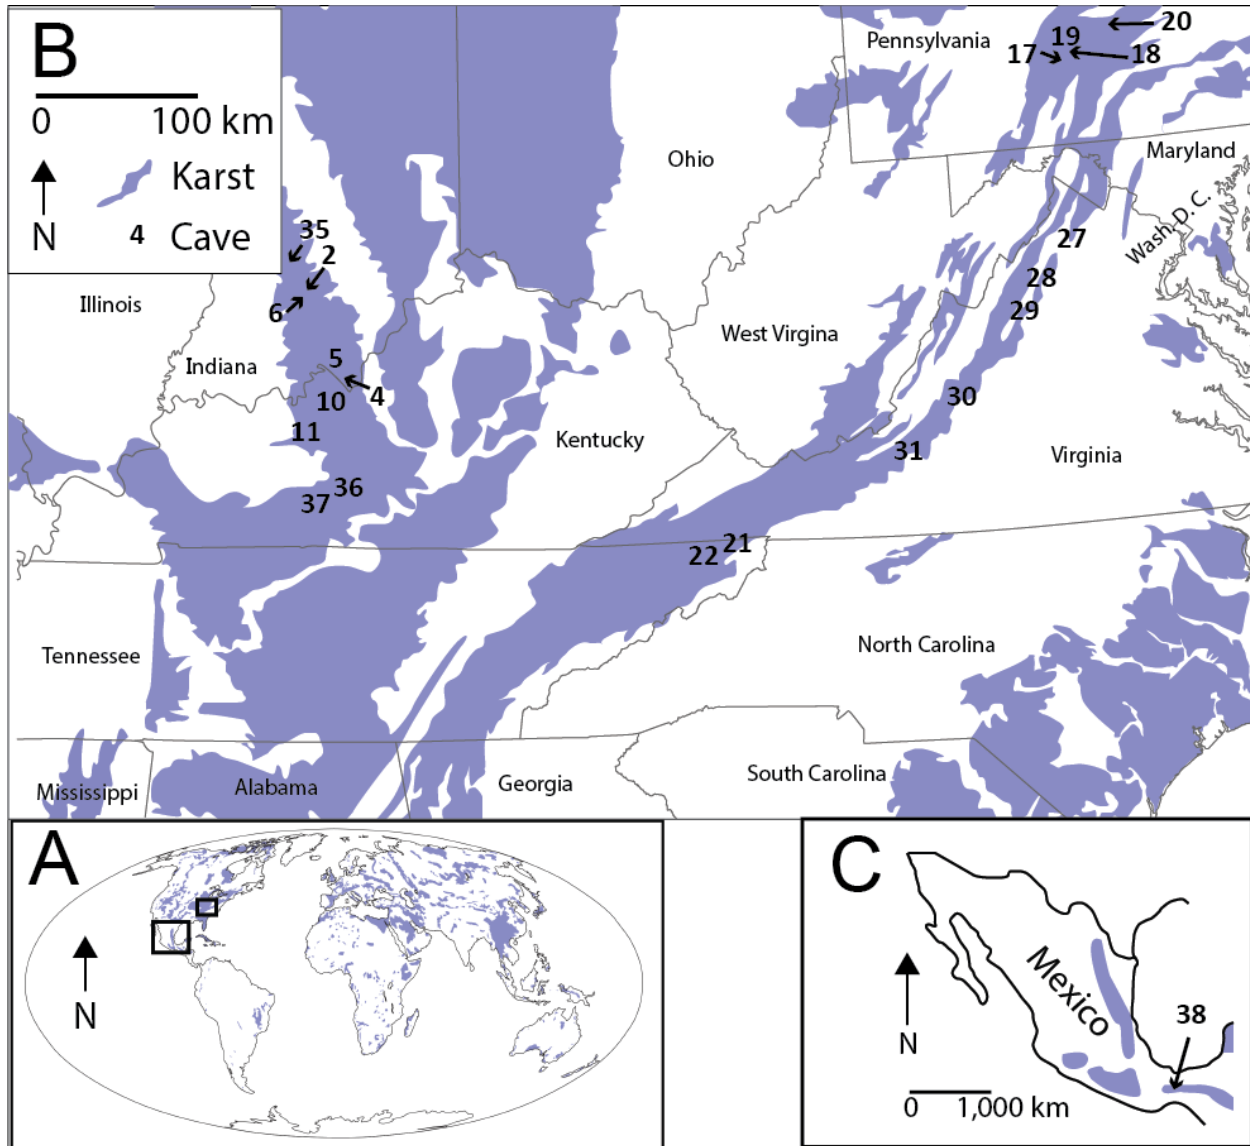 B
0 100 km
N
Karst
4 Cave
Pennsylvania
20
19
17
18
Ohio
Maryland
Wash. D. C.
35
2
6
27
28
29
Illinois
West Virgina
Indiana
5
4
10
11
30
31
Kentucky
Virginia
36
37
21
22
Tennessee
North Carolina
Mississippi
Alabama
Georgia
South Carolina
A
N
C
Mexico
38
N
0 1,000 km